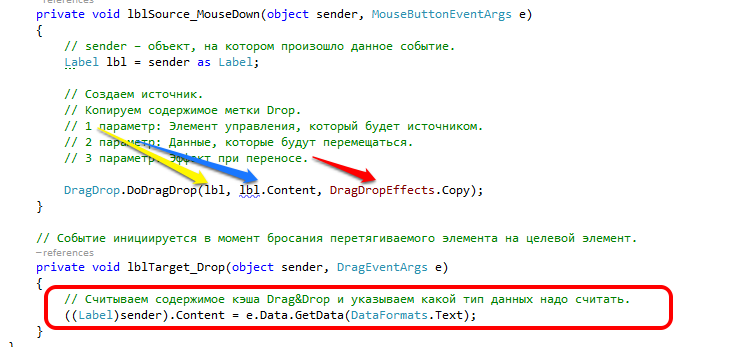 references
private void lblSource_MouseDown(object sender, MouseButtonEventArgs e)
{
// sender – объект, на котором произошло данное событие.
Label lbl = sender as Label;
// Создаем источник.
// Копируем содержимое метки Drop.
// 1 параметр: Элемент управления, который будет источником.
// 2 параметр: Данные, которые будут перемещаться.
// 3 параметр: Эффект при переносе.
DragDrop.DoDragDrop(lbl, lbl.Content, DragDropEffects.Copy);
}
// Событие инициируется в момент бросания перетягиваемого элемента на целевой элемент.
references
private void lblTarget_Drop(object sender, DragEventArgs e)
{
// Считываем содержимое кэша Drag&Drop и указываем какой тип данных надо считать.
((Label)sender).Content = e.Data.GetData(DataFormats.Text);
}